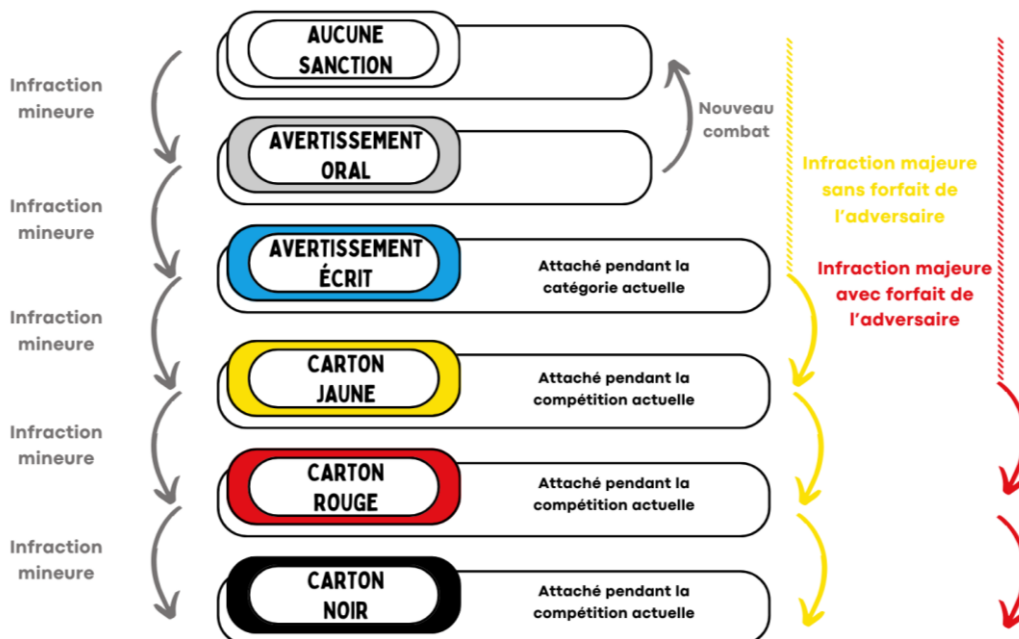 AUCUNE
SANCTION
Infraction
mineure
Nouveau
combat
AVERTISSEMENT
ORAL
Infraction majeure
sans forfait de
l'adversaire
Infraction
mineure
AVERTISSEMENT
ÉCRIT
Attaché pendant la
catégorie actuelle
Infraction majeure
avec forfait de
l'adversaire
Infraction
mineure
CARTON
JAUNE
Attaché pendant la
compétition actuelle
Infraction
mineure
CARTON
ROUGE
Attaché pendant la
compétition actuelle
Infraction
mineure
CARTON
NOIR
Attaché pendant la
compétition actuelle